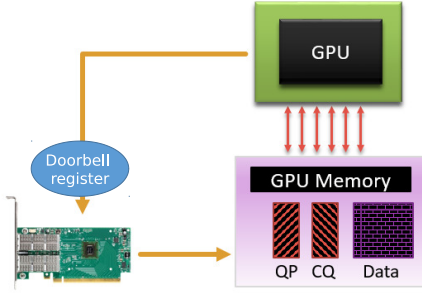 GPU
Doorbell
register
GPU Memory
QP CQ Data